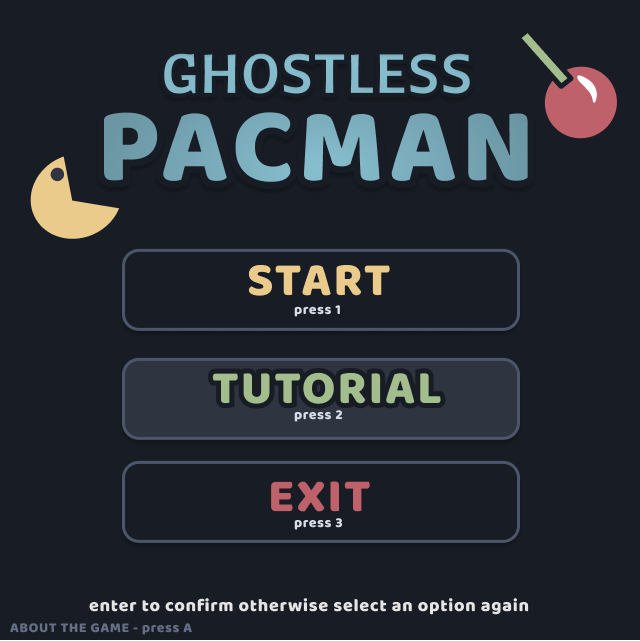 GHOSTLESS
PACMAN
START
press 1
TUTORIAL
press 2
EXIT
press 3
enter to confirm otherwise select an option again
ABOUT THE GAME - press A